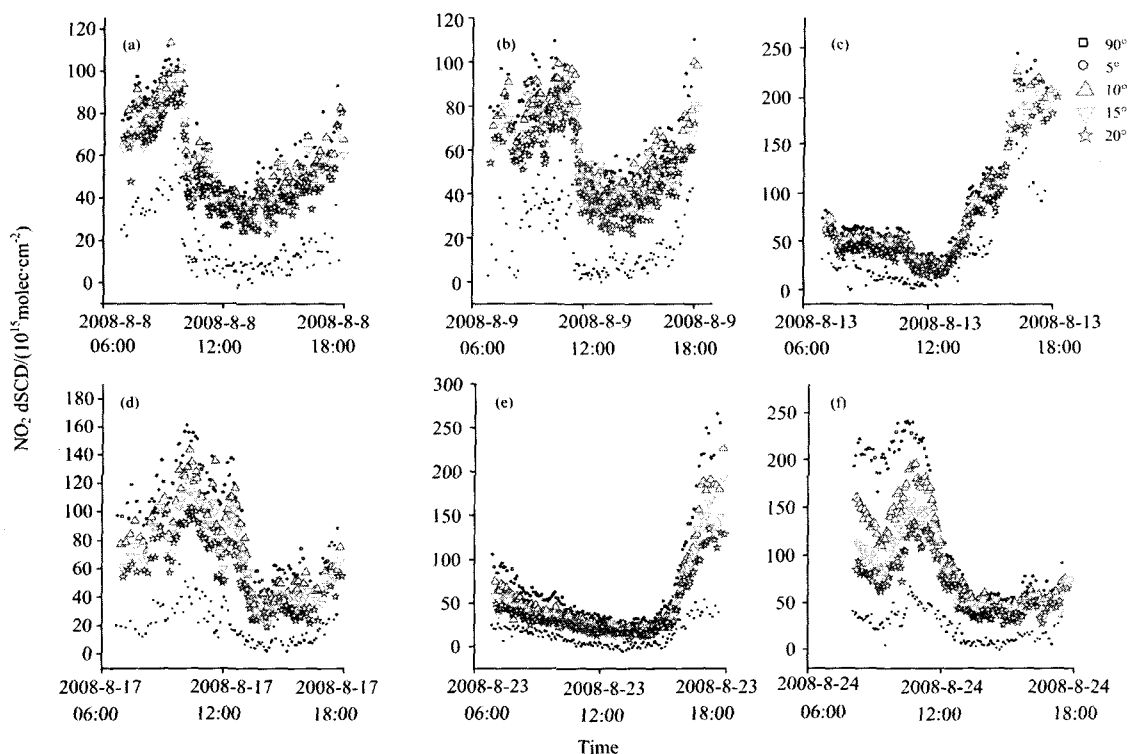 NO₂ dSCD/(10¹⁵molec·cm⁻²)
(a)
120
100
80
60
40
20
0
2008-8-8 2008-8-8 2008-8-8
06:00 12:00 18:00
(b)
120
100
80
60
40
20
0
2008-8-9 2008-8-9 2008-8-9
06:00 12:00 18:00
(c)
250
200
150
100
50
0
2008-8-13 2008-8-13 2008-8-13
06:00 12:00 18:00
90°
5°
10°
15°
20°
(d)
180
160
140
120
100
80
60
40
20
0
2008-8-17 2008-8-17 2008-8-17
06:00 12:00 18:00
(e)
300
250
200
150
100
50
0
2008-8-23 2008-8-23 2008-8-23
06:00 12:00 18:00
(f)
250
200
150
100
50
0
2008-8-24 2008-8-24 2008-8-24
06:00 12:00 18:00
Time